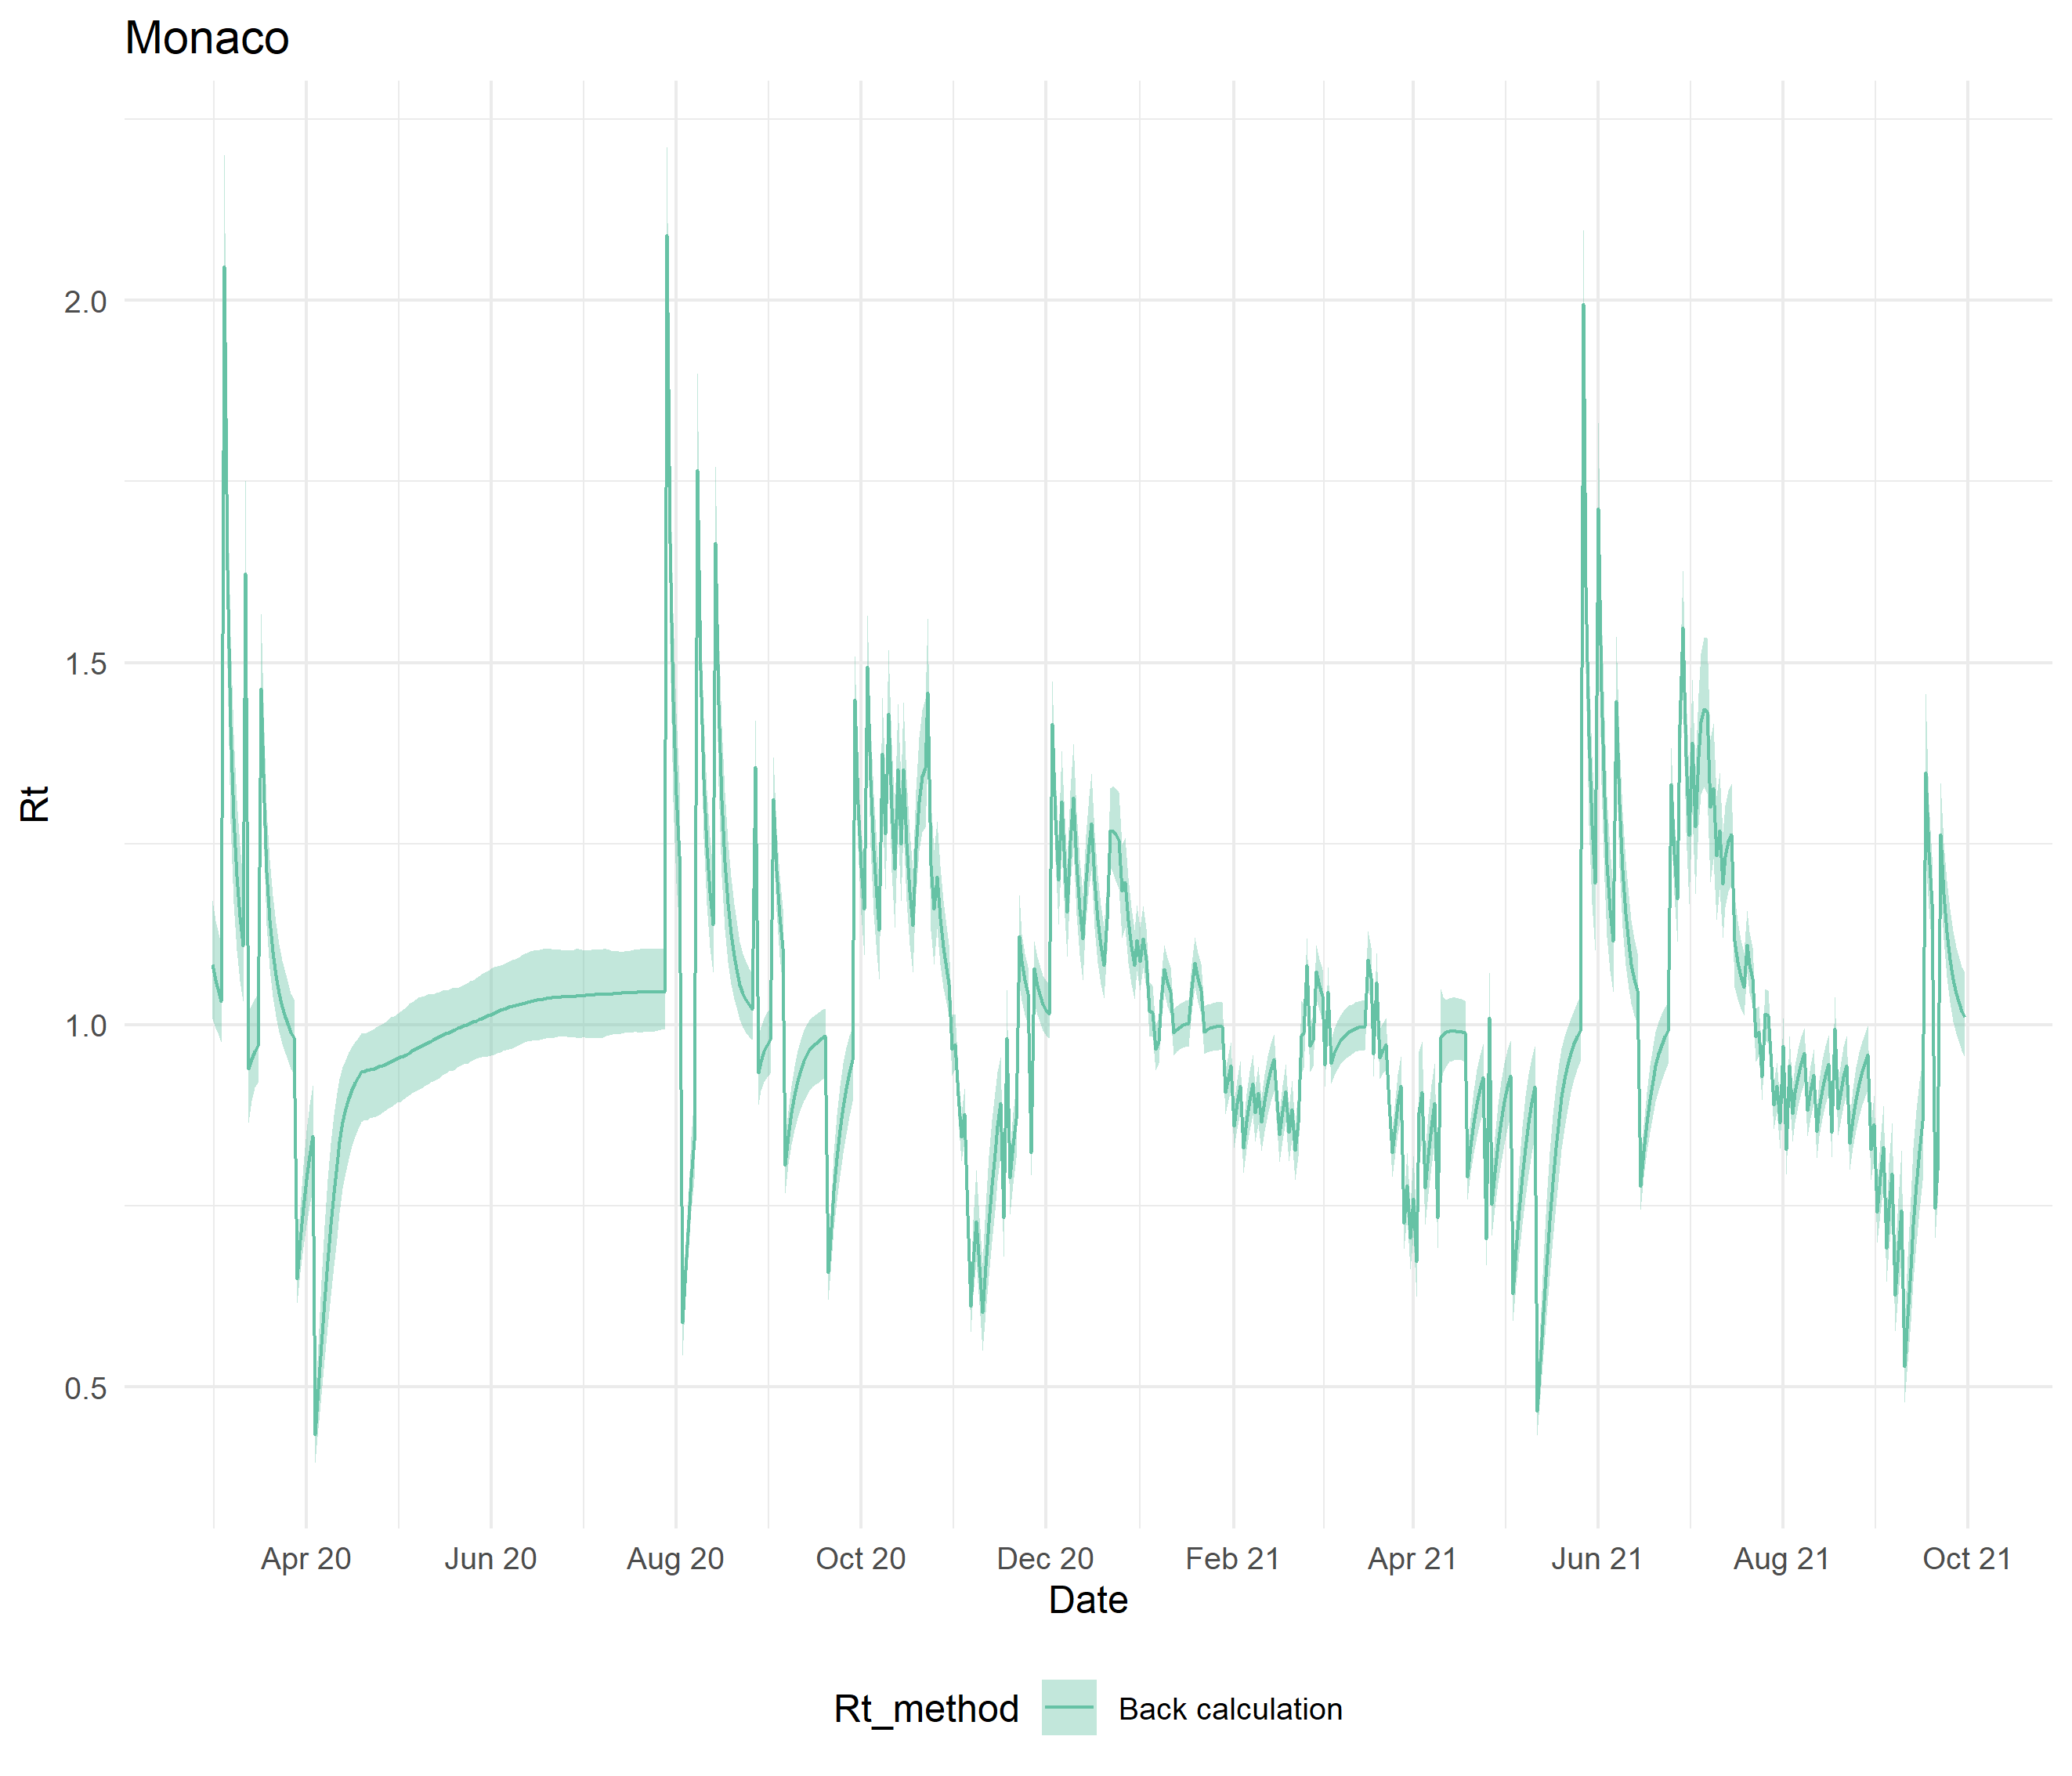 Monaco
Rt
2.0
1.5
1.0
0.5
Apr 20 Jun 20 Aug 20 Oct 20 Dec 20 Feb 21 Apr 21 Jun 21 Aug 21 Oct 21
Date
Rt_method Back calculation